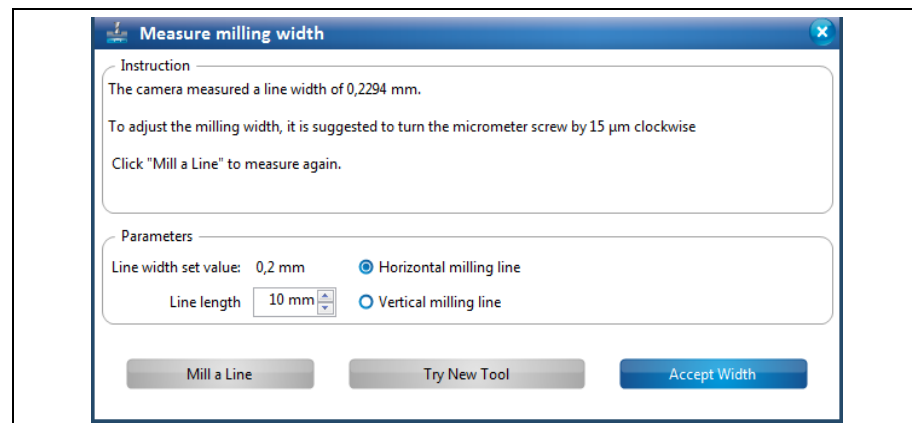 Measure milling width
Instruction
The camera measured a line width of 0,2294 mm.
To adjust the milling width, it is suggested to turn the micrometer screw by 15 µm clockwise
Click "Mill a Line" to measure again.
Parameters
Line width set value: 0,2 mm Horizontal milling line
Line length 10 mm Vertical milling line
Mill a Line Try New Tool Accept Width